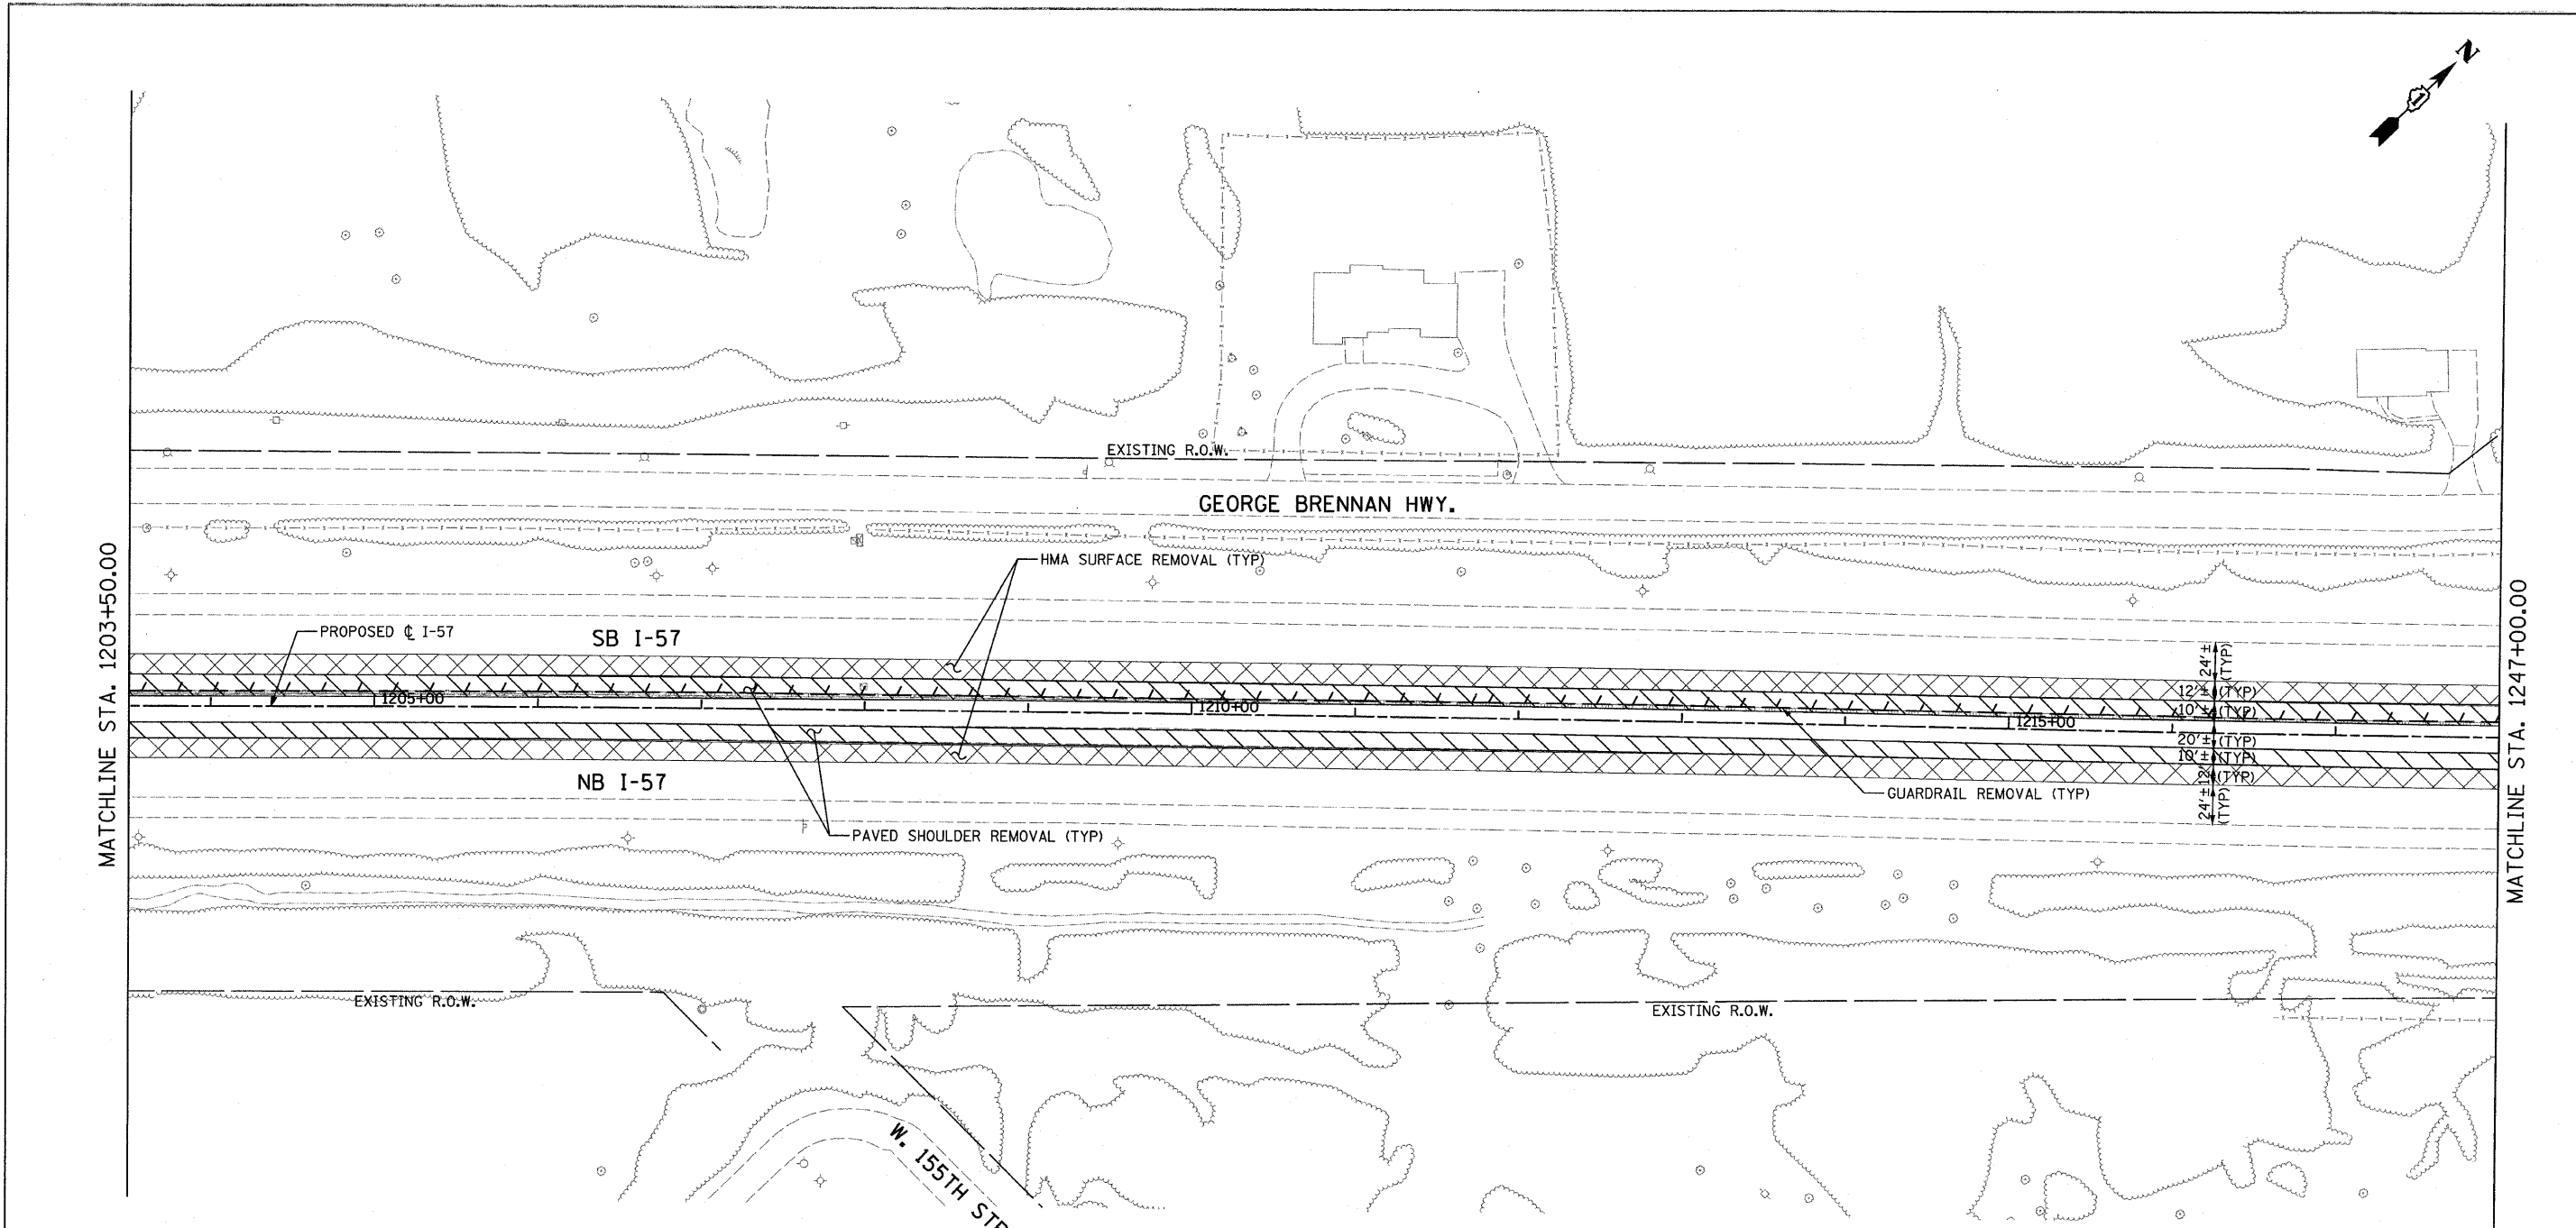 N
EXISTING R.O.W.
GEORGE BRENNAN HWY.
HMA SURFACE REMOVAL (TYP)
MATCHLINE STA. 1203+50.00
MATCHLINE STA. 1247+00.00
PROPOSED ℄ I-57
SB I-57
24'± (TYP)
12'± (TYP)
1205+00
1210+00
10'± (TYP)
1215+00
20'± (TYP)
10'± (TYP)
12'± (TYP)
NB I-57
24'± (TYP)
GUARDRAIL REMOVAL (TYP)
PAVED SHOULDER REMOVAL (TYP)
EXISTING R.O.W.
EXISTING R.O.W.
W. 155TH